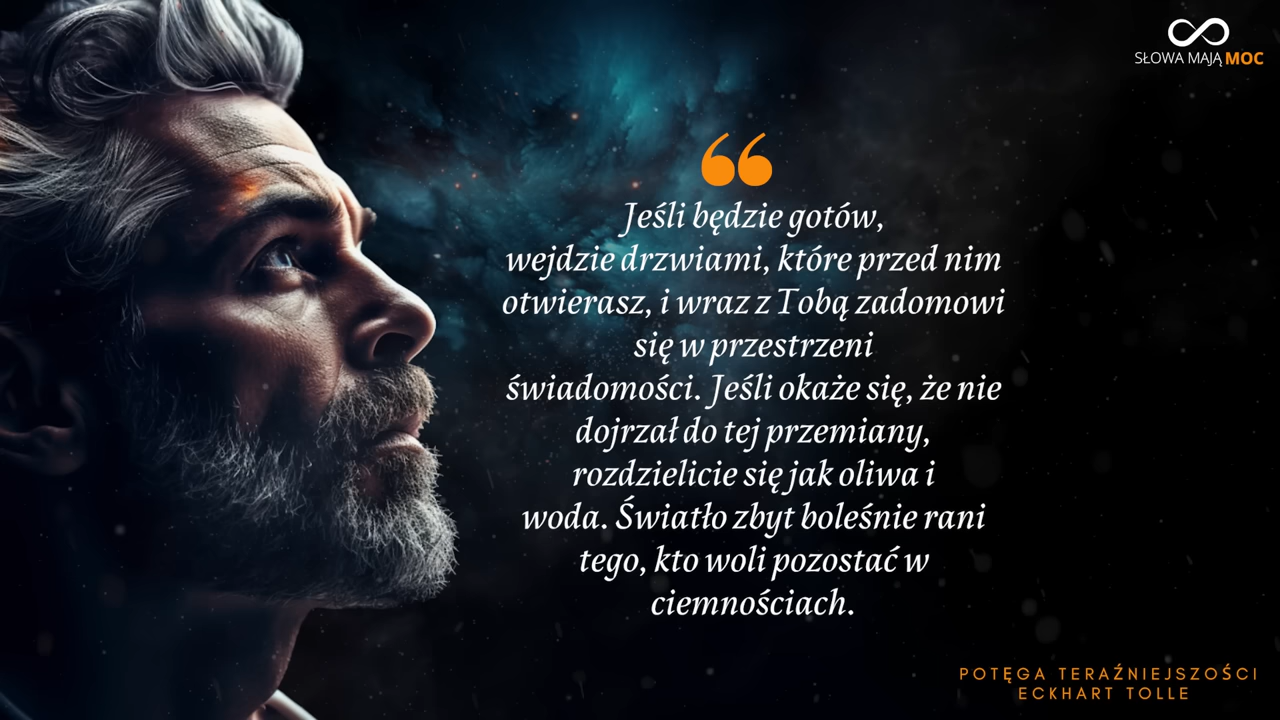 SŁOWA MAJĄ MOC
Jeśli będzie gotów,
wejdzie drzwiami, które przed nim
otwierasz, i wraz z Tobą zadomowi
się w przestrzeni
świadomości. Jeśli okaże się, że nie
dojrzał do tej przemiany,
rozdzielicie się jak oliwa i
woda. Światło zbyt boleśnie rani
tego, kto woli pozostać w
ciemnościach.
POTĘGA TERAŹNIEJSZOŚCI
ECKHART TOLLE